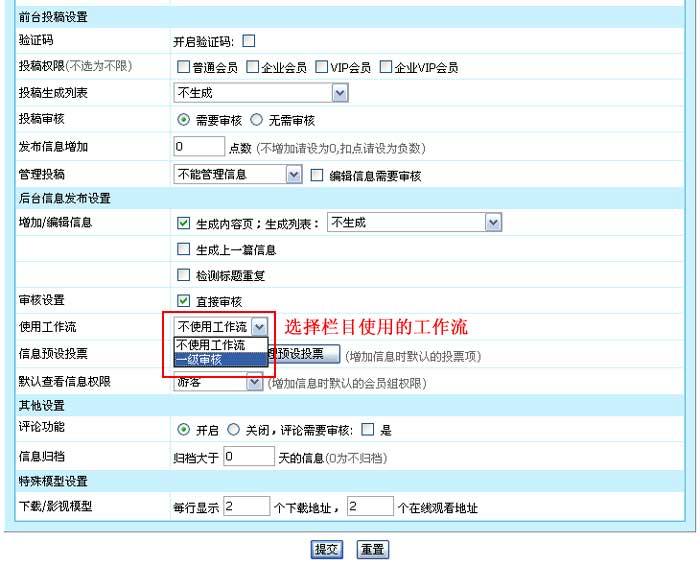 前台投稿设置
验证码 开启验证码:
投稿权限(不选为不限) 普通会员 企业会员 VIP会员 企业VIP会员
投稿生成列表 不生成
投稿审核 需要审核 无需审核
发布信息增加 0 点数 (不增加请设为0,扣点请设为负数)
管理投稿 不能管理信息 编辑信息需要审核
后台信息发布设置
增加/编辑信息 生成内容页；生成列表： 不生成
生成上一篇信息
检测标题重复
审核设置 直接审核
使用工作流 不使用工作流 选择栏目使用的工作流
不使用工作流
一级审核
信息预设投票 预设投票 (增加信息时默认的投票项)
默认查看信息权限 游客 (增加信息时默认的会员组权限)
其他设置
评论功能 开启 关闭，评论需要审核: 是
信息归档 归档大于 0 天的信息(0为不归档)
特殊模型设置
下载/影视模型 每行显示 2 个下载地址， 2 个在线观看地址
提交 重置